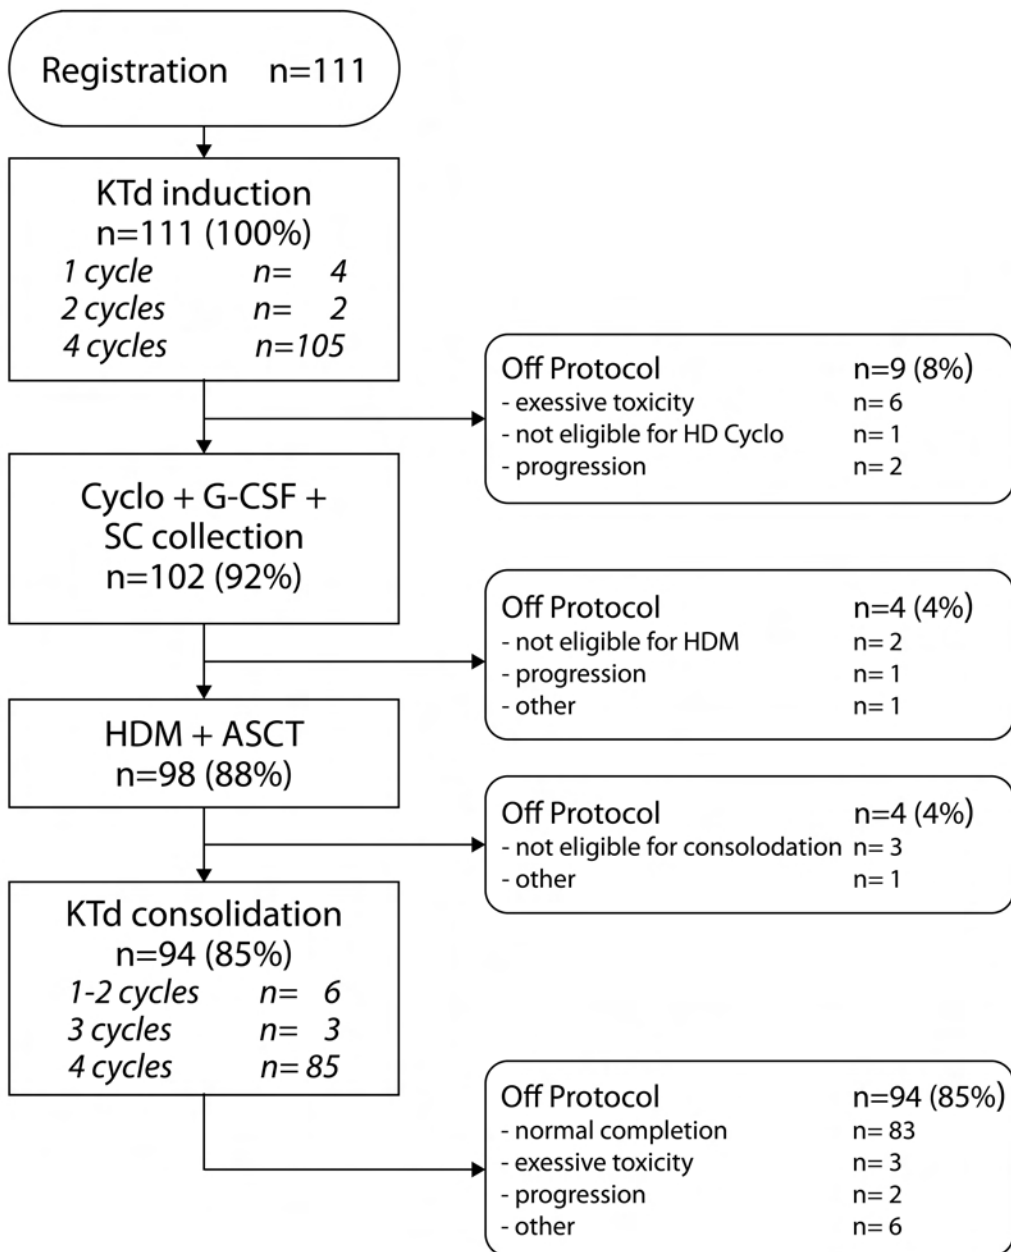 Registration n=111
KTd induction
n=111 (100%)
1 cycle n= 4
2 cycles n= 2
4 cycles n=105
Off Protocol n=9 (8%)
- exessive toxicity n= 6
- not eligible for HD Cyclo n= 1
- progression n= 2
Cyclo + G-CSF +
SC collection
n=102 (92%)
Off Protocol n=4 (4%)
- not eligible for HDM n= 2
- progression n= 1
- other n= 1
HDM + ASCT
n=98 (88%)
Off Protocol n=4 (4%)
- not eligible for consolodation n= 3
- other n= 1
KTd consolidation
n=94 (85%)
1-2 cycles n= 6
3 cycles n= 3
4 cycles n= 85
Off Protocol n=94 (85%)
- normal completion n= 83
- exessive toxicity n= 3
- progression n= 2
- other n= 6